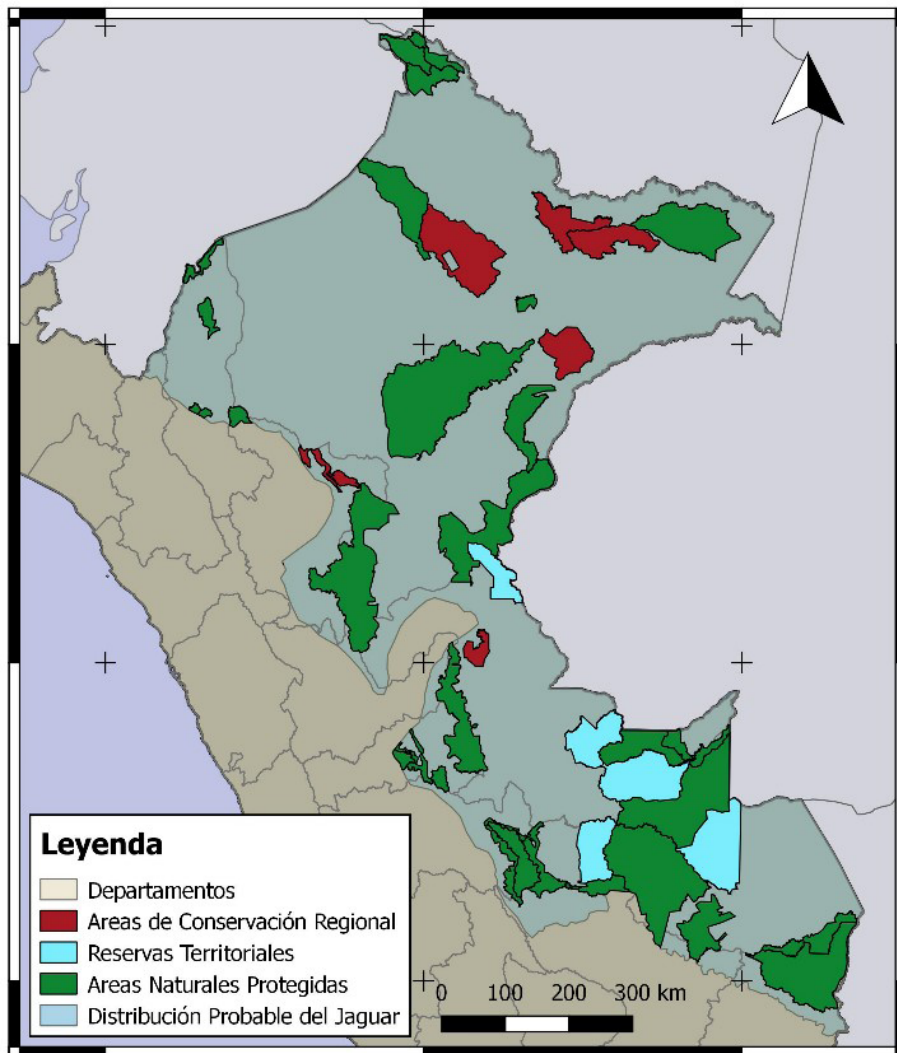 Leyenda
Departamentos
Areas de Conservación Regional
Reservas Territoriales
Areas Naturales Protegidas
Distribución Probable del Jaguar
0 100 200 300 km